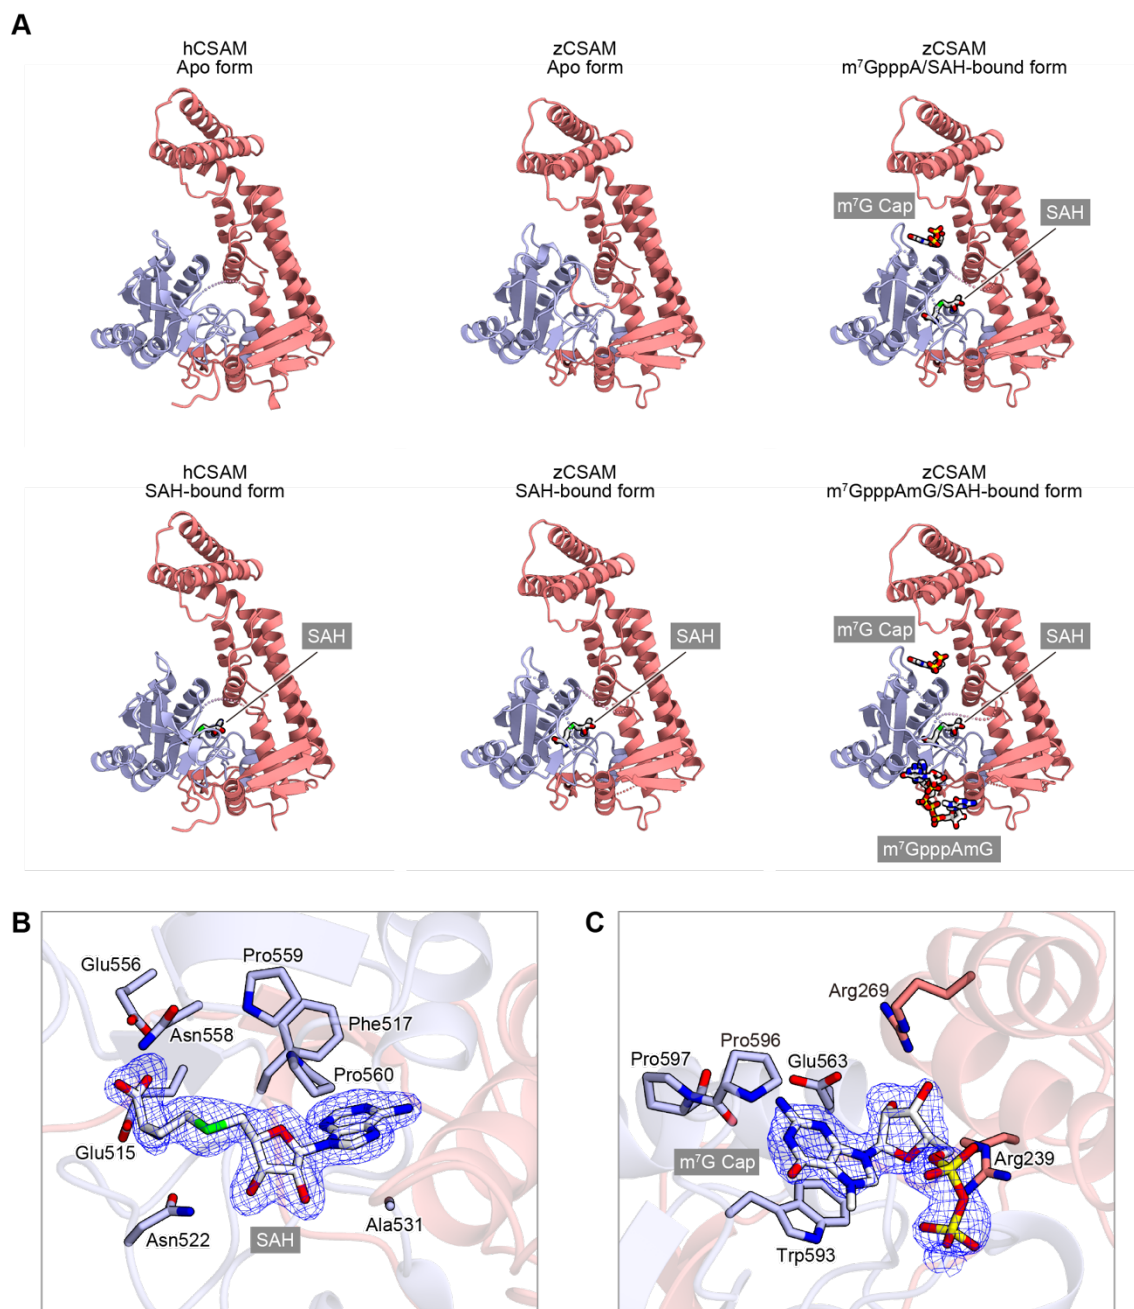 A
hCSAM
Apo form
zCSAM
Apo form
zCSAM
m⁷GpppA/SAH-bound form
m⁷G Cap
SAH
hCSAM
SAH-bound form
zCSAM
SAH-bound form
zCSAM
m⁷GpppAmG/SAH-bound form
SAH
SAH
m⁷G Cap
SAH
m⁷GpppAmG
B
Glu556
Pro559
Asn558
Phe517
Pro560
Glu515
Asn522
SAH
Ala531
C
Arg269
Pro597
Pro596
Glu563
m⁷G Cap
Arg239
Trp593